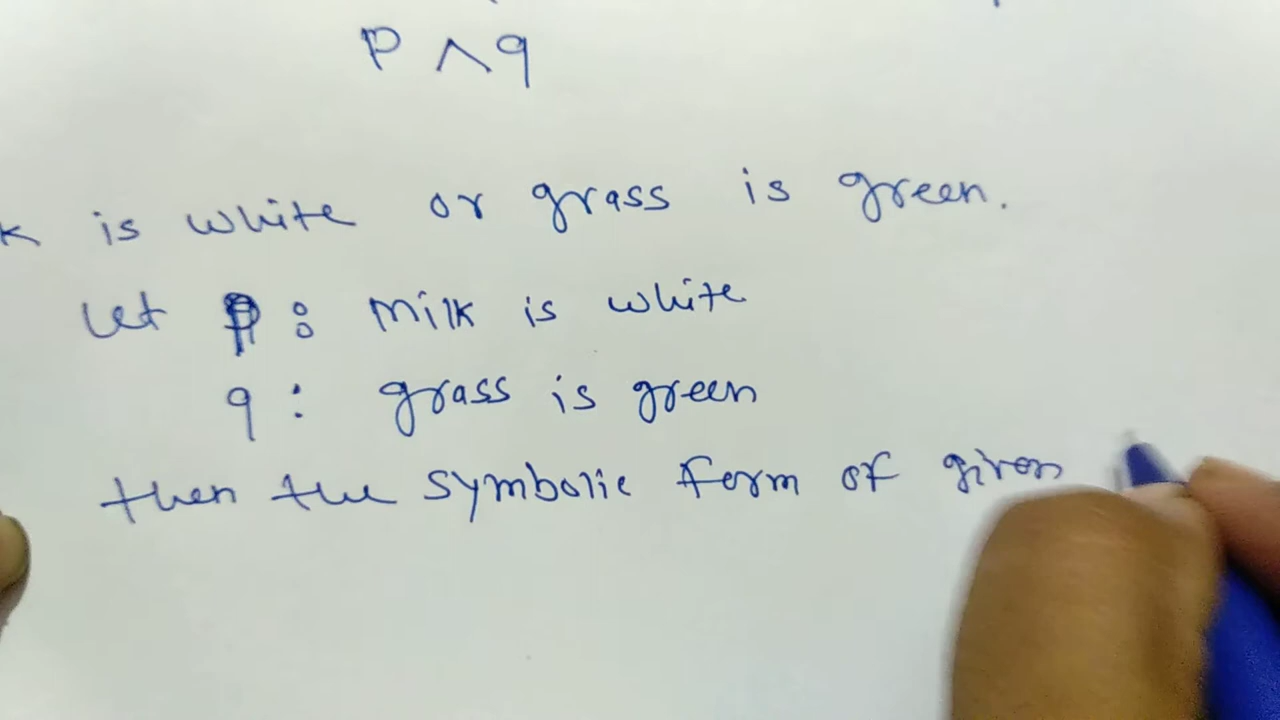 P ∧ q
k is white or grass is green.
Let P : Milk is white
q : grass is green
then the symbolic form of given